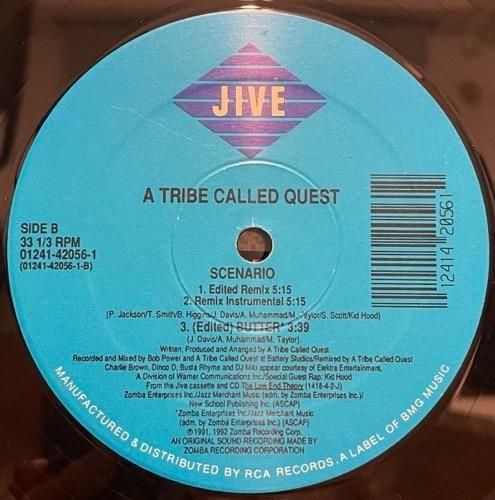 JIVE
A TRIBE CALLED QUEST
SIDE B
33 1/3 RPM
01241-42056-1
(01241-42056-1-B)
12414 20561
SCENARIO
1. Edited Remix 5:15
2. Remix Instrumental 5:15
(P. Jackson/T. Smith/B. Higgins/J. Davis/A. Muhammad/M. Taylor/S. Scott/Kid Hood)
3. (Edited) BUTTER* 3:39
(J. Davis/A. Muhammad/M. Taylor)
Written, Produced and Arranged by A Tribe Called Quest
Recorded and Mixed by Bob Power and A Tribe Called Quest at Battery Studios/Remixed by A Tribe Called Quest
Charlie Brown, Dinco D, Busta Rhyme and DJ Milo appear courtesy of Elektra Entertainment,
A Division of Warner Communications Inc./Special Guest Rap: Kid Hood
From the Jive cassette and CD The Low End Theory (1418-4-2-J)
Zomba Enterprises Inc./Jazz Merchant Music (adm. by Zomba Enterprises Inc.)/
New School Publishing Inc. (ASCAP)
*Zomba Enterprises Inc./Jazz Merchant Music
(adm. by Zomba Enterprises Inc.) (ASCAP)
℗1991, 1992 Zomba Recording Corp.
AN ORIGINAL SOUND RECORDING MADE BY
ZOMBA RECORDING CORPORATION
MANUFACTURED & DISTRIBUTED BY RCA RECORDS. A LABEL OF BMG MUSIC